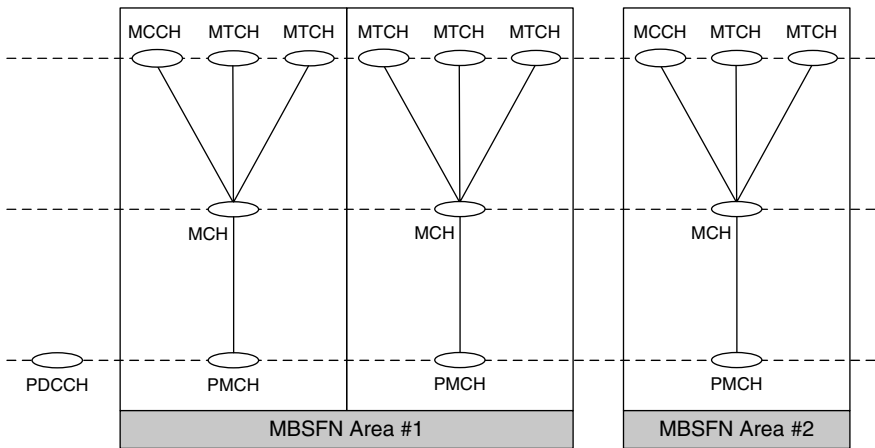 MCCH MTCH MTCH MTCH MTCH MTCH MCCH MTCH MTCH
MCH MCH MCH
PDCCH PMCH PMCH PMCH
MBSFN Area #1 MBSFN Area #2